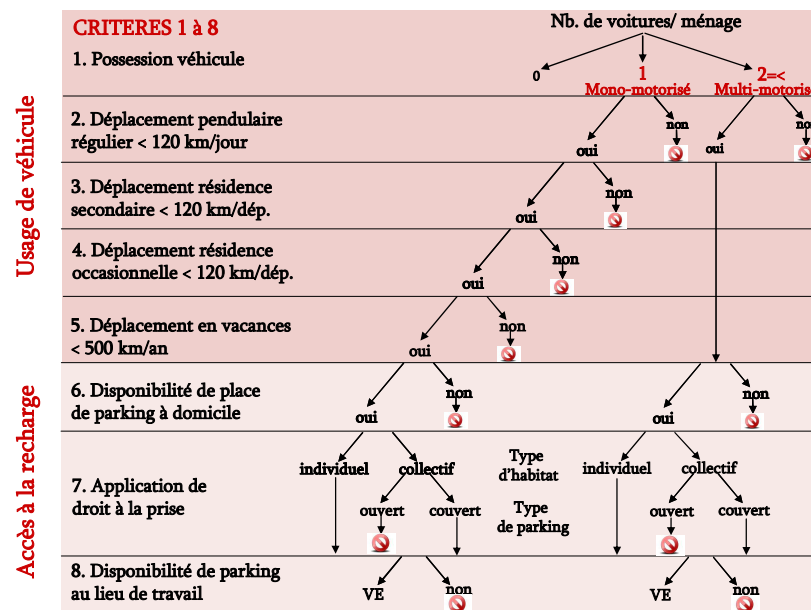 CRITERES 1 à 8
Nb. de voitures/ ménage
1. Possession véhicule
0
1
2=<
Mono-motorisé
Multi-motorisé
Usage de véhicule
2. Déplacement pendulaire
régulier < 120 km/jour
non
non
oui
oui
3. Déplacement résidence
secondaire < 120 km/dép.
non
oui
4. Déplacement résidence
occasionnelle < 120 km/dép.
non
oui
5. Déplacement en vacances
< 500 km/an
non
oui
Accès à la recharge
6. Disponibilité de place
de parking à domicile
non
non
oui
oui
7. Application de
droit à la prise
individuel
collectif
Type
d'habitat
individuel
collectif
ouvert
couvert
Type
de parking
ouvert
couvert
8. Disponibilité de parking
au lieu de travail
VE
non
VE
non